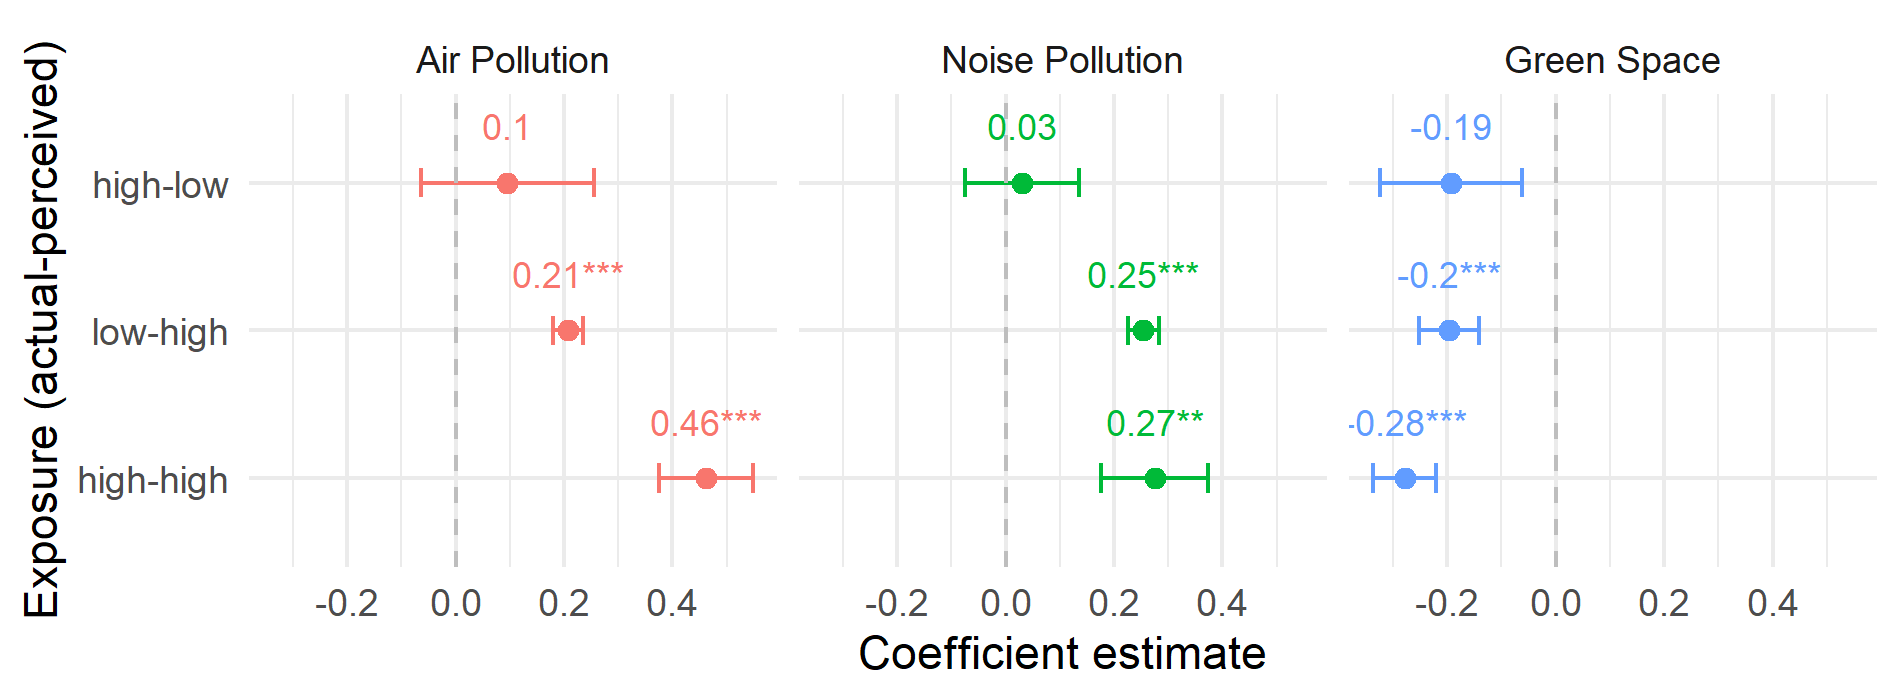 Air Pollution
Noise Pollution
Green Space
Exposure (actual-perceived)
high-low
0.1
0.03
-0.19
low-high
0.21***
0.25***
-0.2***
high-high
0.46***
0.27**
-0.28***
-0.2 0.0 0.2 0.4
-0.2 0.0 0.2 0.4
-0.2 0.0 0.2 0.4
Coefficient estimate